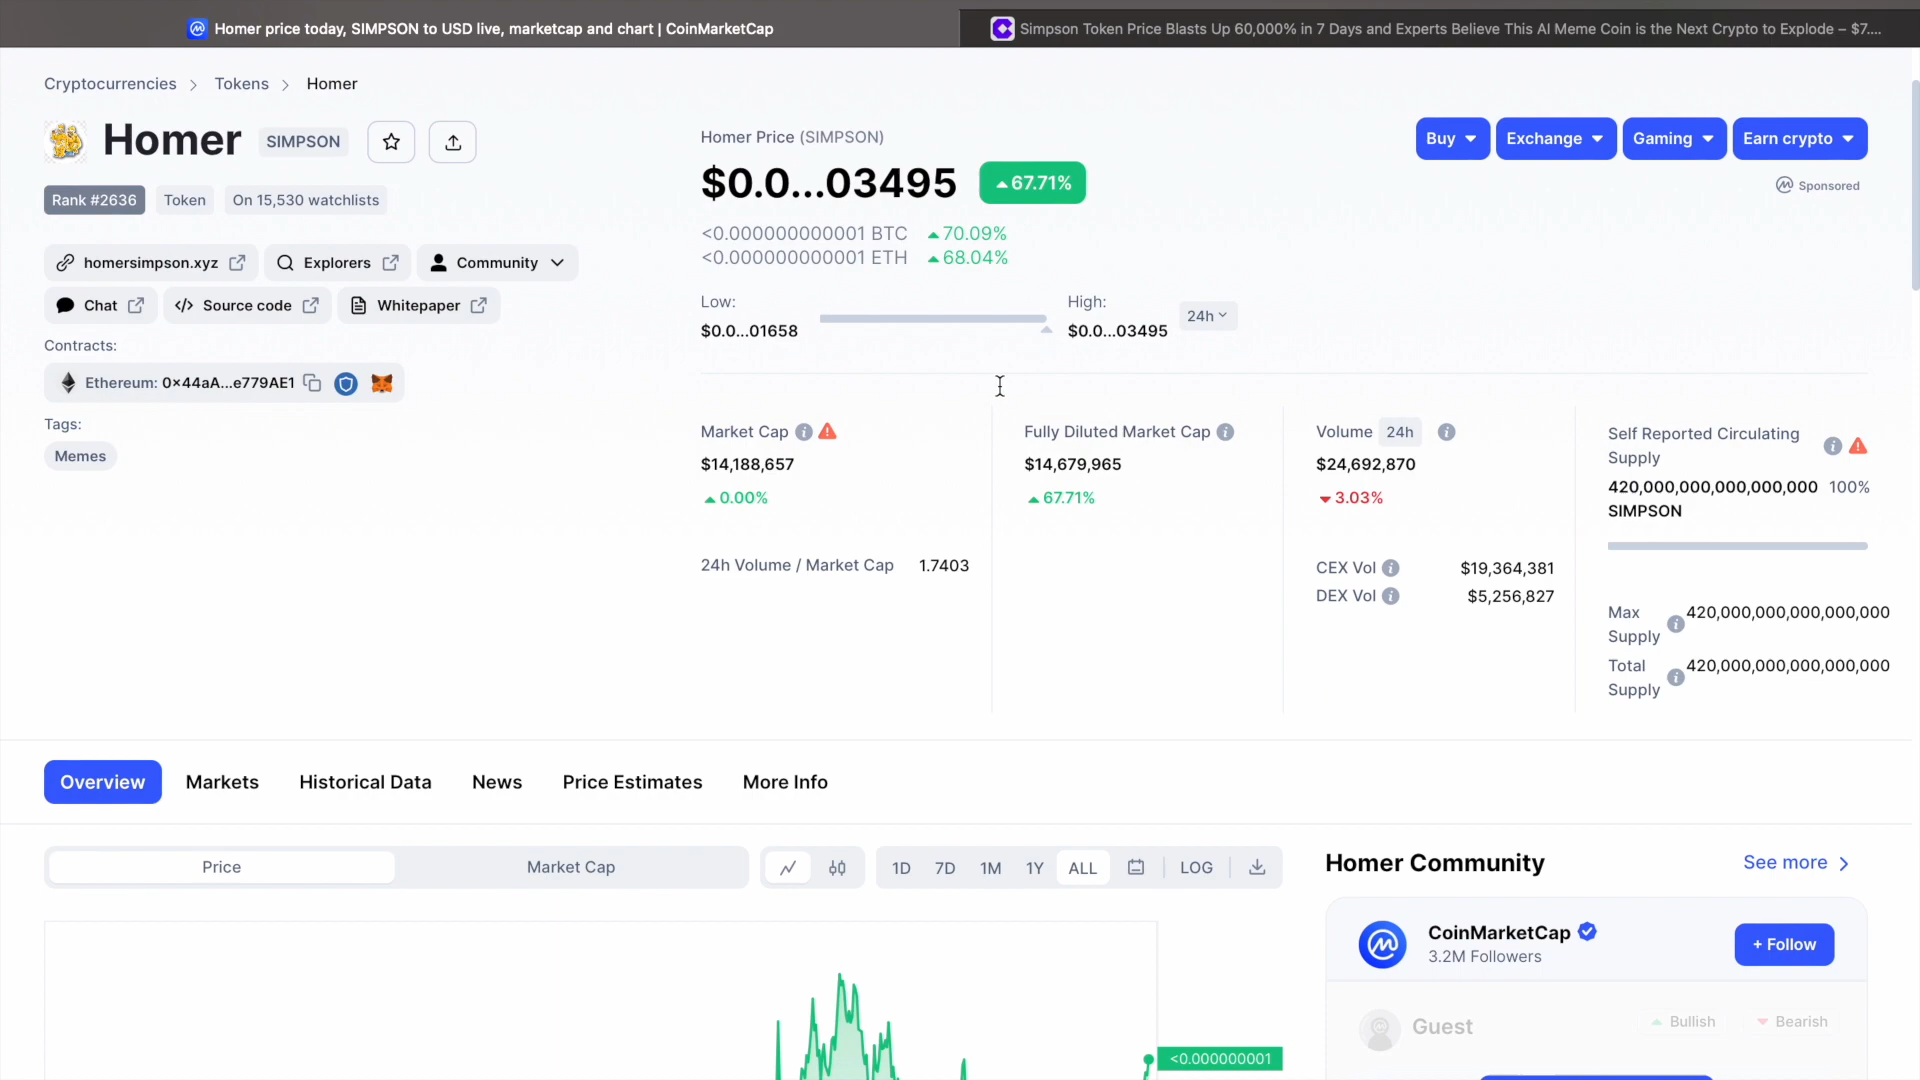 Homer price today, SIMPSON to USD live, marketcap and chart | CoinMarketCap
Simpson Token Price Blasts Up 60,000% in 7 Days and Experts Believe This AI Meme Coin is the Next Crypto to Explode – $7....
Cryptocurrencies > Tokens > Homer
Homer SIMPSON
Rank #2636 Token On 15,530 watchlists
homersimpson.xyz Explorers Community
Chat Source code Whitepaper
Contracts:
Ethereum: 0x44aA...e779AE1
Tags:
Memes
Homer Price (SIMPSON)
$0.0...03495 67.71%
<0.000000000001 BTC 70.09%
<0.000000000001 ETH 68.04%
Low:
$0.0...01658
High:
$0.0...03495
24h
Buy Exchange Gaming Earn crypto
Sponsored
Market Cap
$14,188,657
0.00%
24h Volume / Market Cap 1.7403
Fully Diluted Market Cap
$14,679,965
67.71%
Volume 24h
$24,692,870
3.03%
CEX Vol $19,364,381
DEX Vol $5,256,827
Self Reported Circulating
Supply
420,000,000,000,000,000 100%
SIMPSON
Max
Supply
420,000,000,000,000,000
Total
Supply
420,000,000,000,000,000
Overview Markets Historical Data News Price Estimates More Info
Price Market Cap
1D 7D 1M 1Y ALL LOG
<0.000000001
Homer Community See more
CoinMarketCap
3.2M Followers
+ Follow
Guest Bullish Bearish